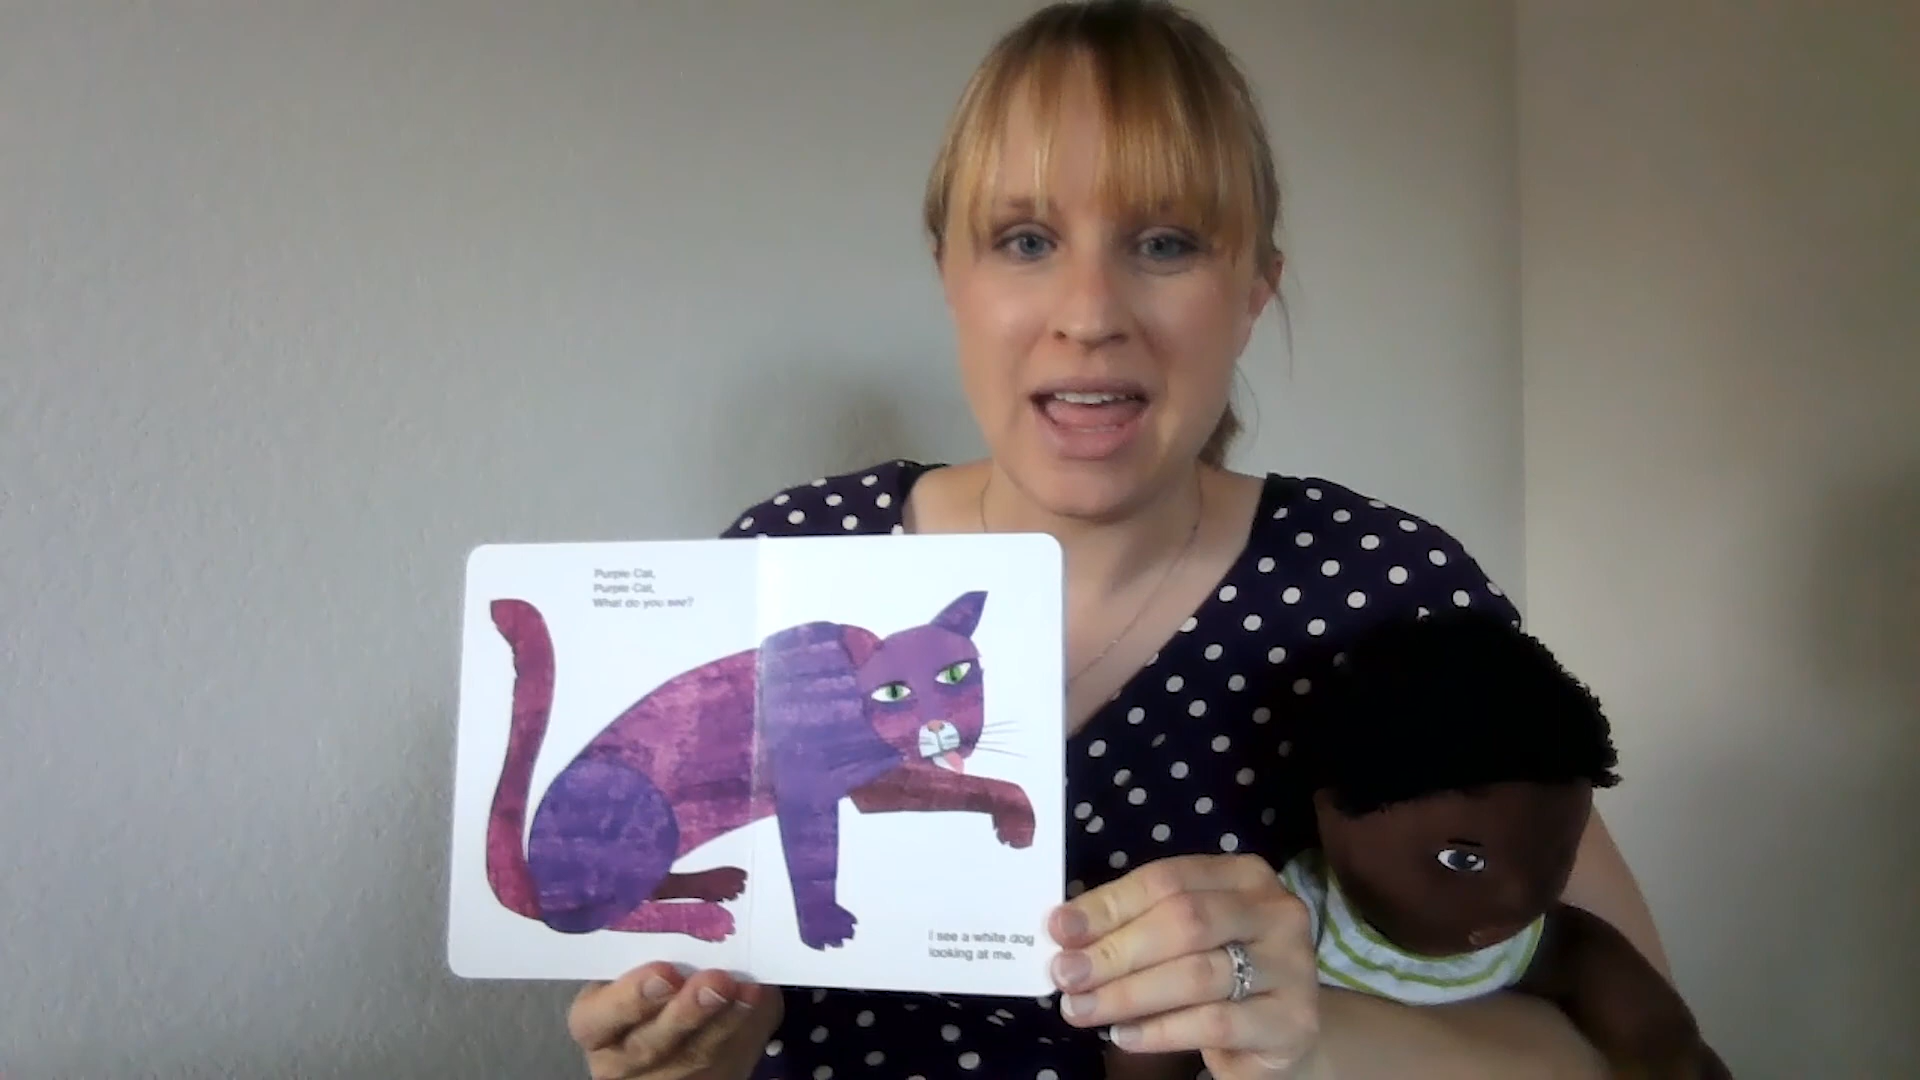 Purple Cat,
Purple Cat,
What do you see?
I see a white dog
looking at me.